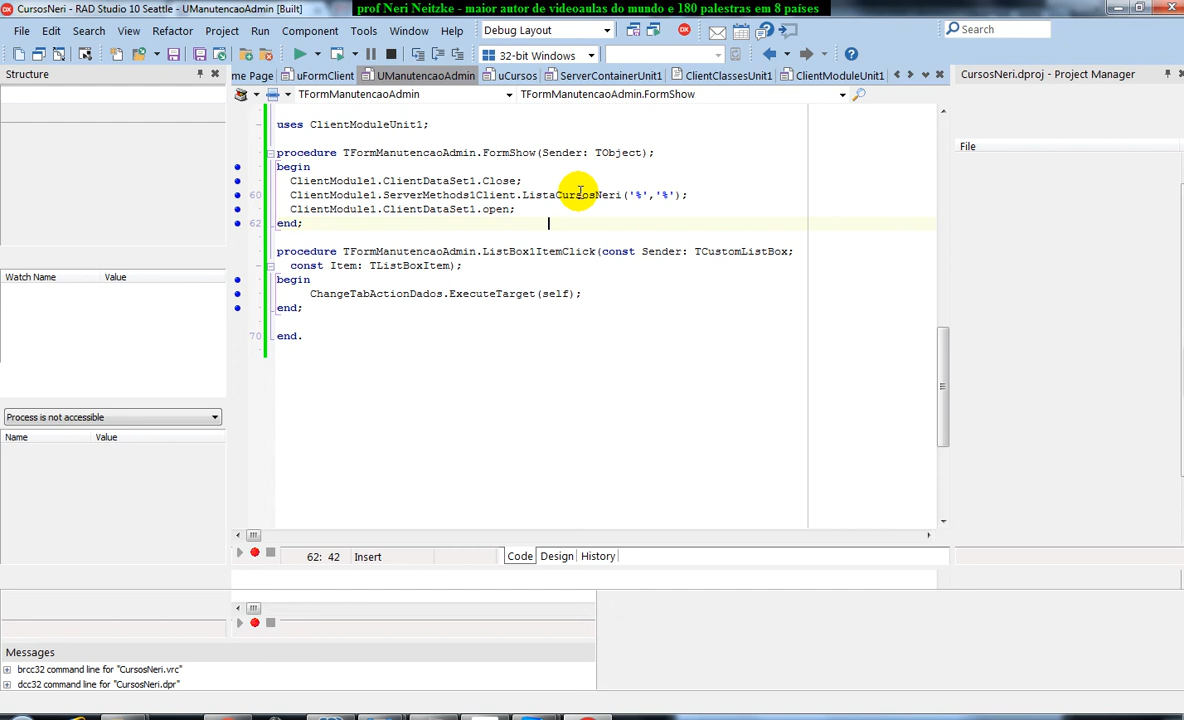 CursosNeri - RAD Studio 10 Seattle - UManutencaoAdmin [Built]
prof Neri Neitzke - maior autor de videoaulas do mundo e 180 palestras em 8 países
File Edit Search View Refactor Project Run Component Tools Window Help
Debug Layout
Search
32-bit Windows
Structure
me Page
uFormClient
UManutencaoAdmin
uCursos
ServerContainerUnit1
ClientClassesUnit1
ClientModuleUnit1
CursosNeri.dproj - Project Manager
TFormManutencaoAdmin
TFormManutencaoAdmin.FormShow
File
uses ClientModuleUnit1;
procedure TFormManutencaoAdmin.FormShow(Sender: TObject);
begin
ClientModule1.ClientDataSet1.Close;
60 ClientModule1.ServerMethods1Client.ListaCursosNeri('%','%');
ClientModule1.ClientDataSet1.open;
62 end;
procedure TFormManutencaoAdmin.ListBox1ItemClick(const Sender: TCustomListBox;
const Item: TListBoxItem);
begin
ChangeTabActionDados.ExecuteTarget(self);
end;
70 end.
Watch Name Value
Process is not accessible
Name Value
62: 42 Insert
Code Design History
Messages
brcc32 command line for "CursosNeri.vrc"
dcc32 command line for "CursosNeri.dpr"